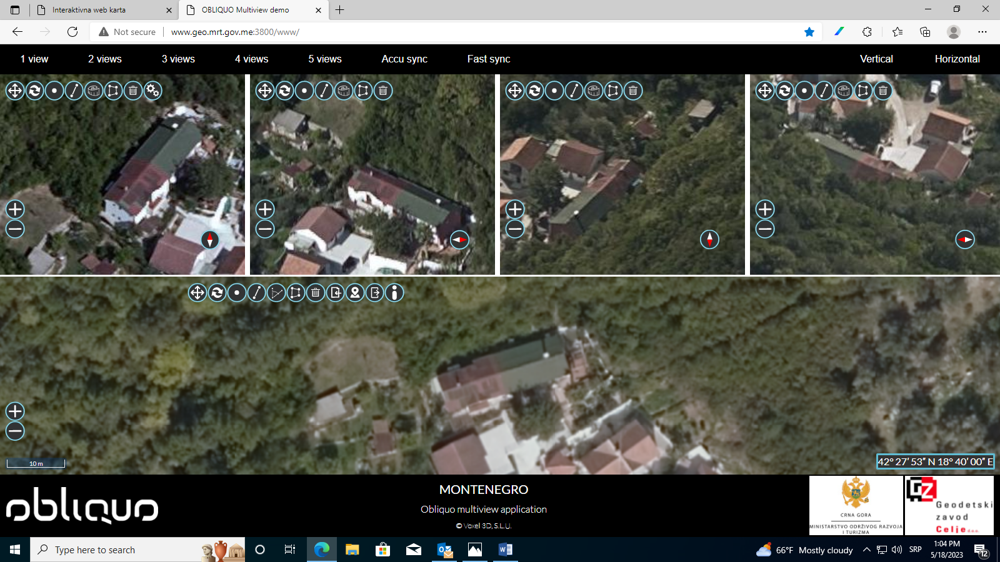 Interaktivna web karta
OBLIQUO Multiview demo
Not secure
www.geo.mrt.gov.me:3800/www/
1 view
2 views
3 views
4 views
5 views
Accu sync
Fast sync
Vertical
Horizontal
10 m
42° 27′ 53″ N 18° 40′ 00″ E
obliquo
MONTENEGRO
Obliquo multiview application
© Voxel 3D, S.L.U.
CRNA GORA
MINISTARSTVO ODRŽIVOG RAZVOJA
I TURIZMA
GZ
Geodetski
zavod
Celje d.o.o.
Type here to search
66°F Mostly cloudy
SRP
1:04 PM
5/18/2023
12